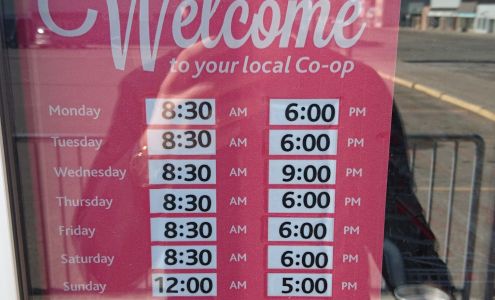 Welcome
to your local Co-op
Monday 8:30 AM 6:00 PM
Tuesday 8:30 AM 6:00 PM
Wednesday 8:30 AM 9:00 PM
Thursday 8:30 AM 6:00 PM
Friday 8:30 AM 6:00 PM
Saturday 8:30 AM 6:00 PM
Sunday 12:00 AM 5:00 PM